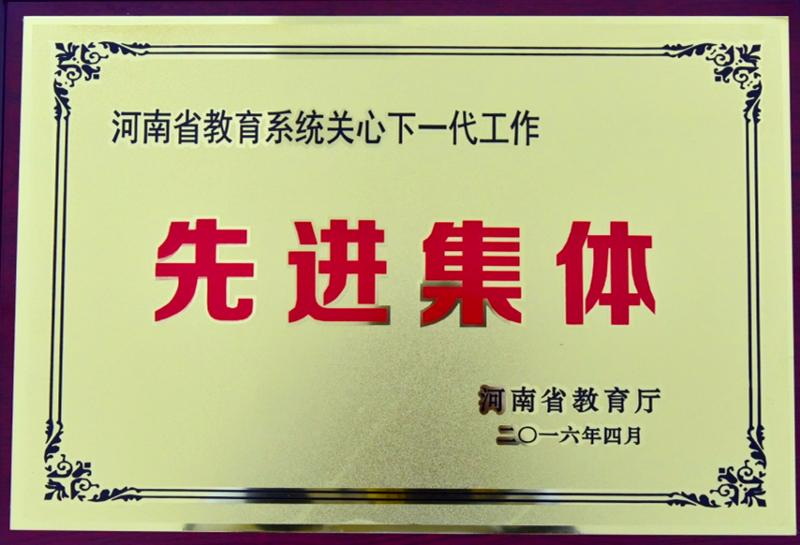 河南省教育系统关心下一代工作
先进集体
河南省教育厅
二〇一六年四月